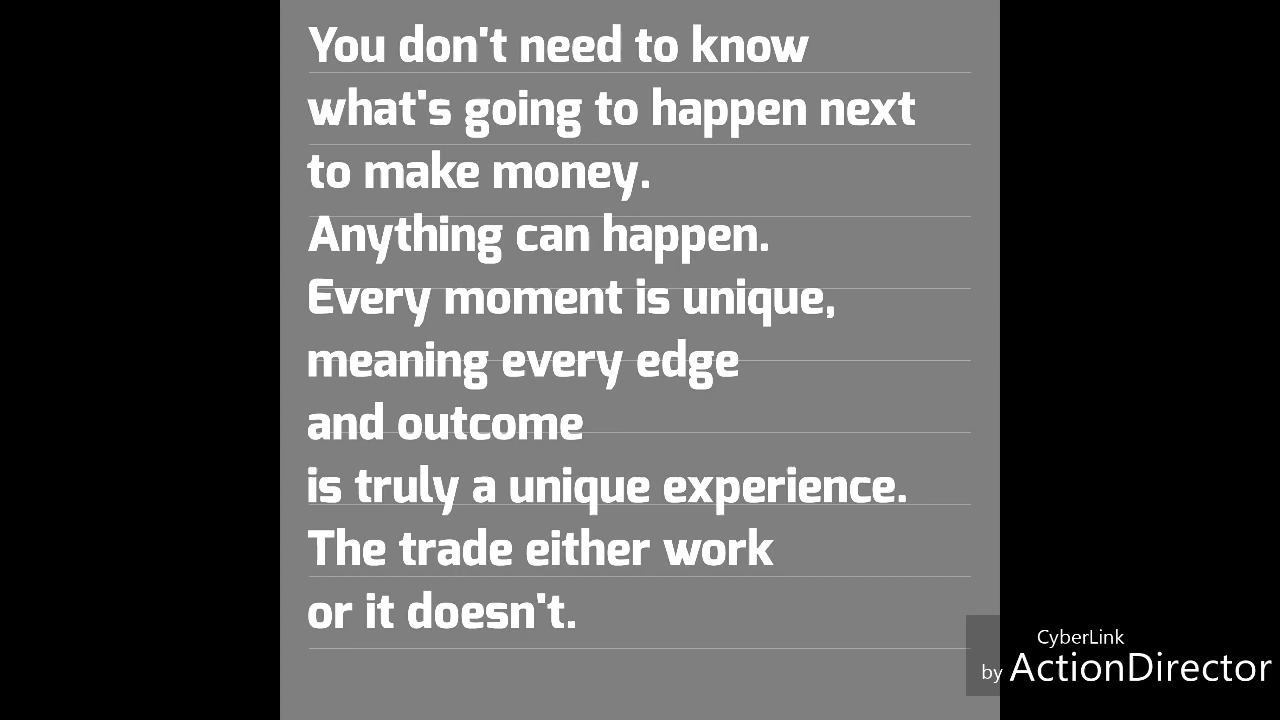 You don't need to know
what's going to happen next
to make money.
Anything can happen.
Every moment is unique,
meaning every edge
and outcome
is truly a unique experience.
The trade either work
or it doesn't.
CyberLink
by ActionDirector